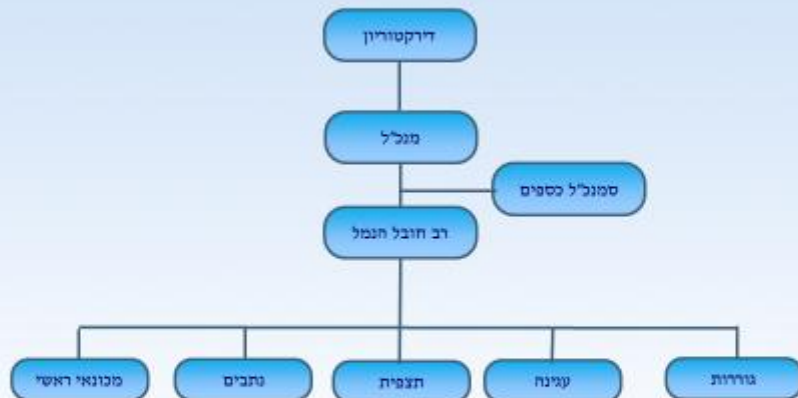 דירקטוריון
מנכ"ל
סמנכ"ל כספים
רב חובל הנמל
גוררות
עגינה
תצפית
נתבים
מכונאי ראשי